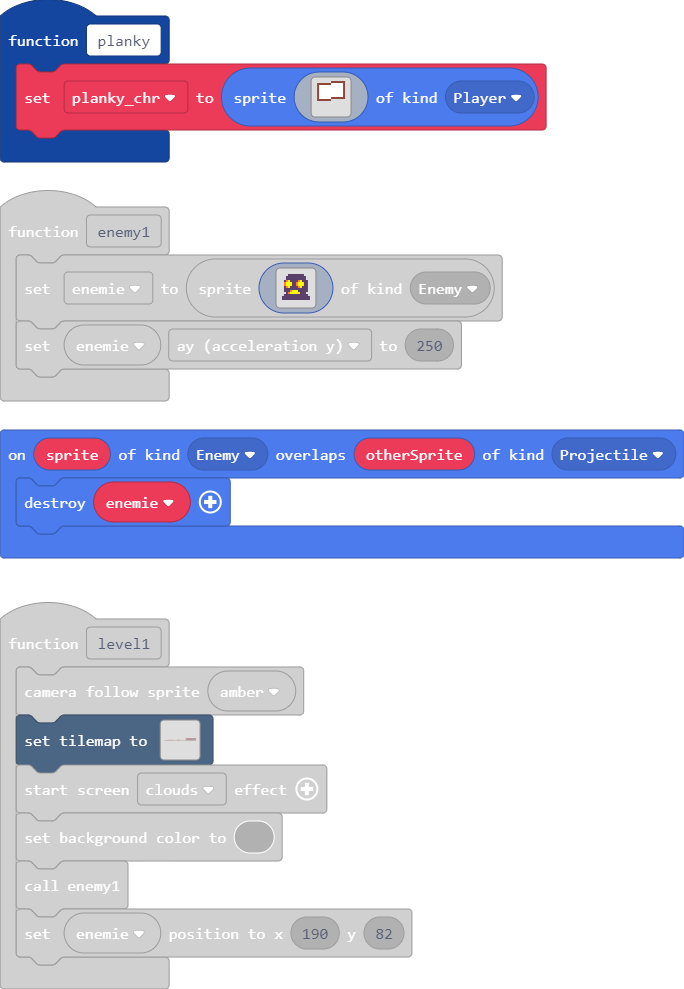 function planky
set planky_chr to sprite of kind Player
function enemy1
set enemie to sprite of kind Enemy
set enemie ay (acceleration y) to 250
on sprite of kind Enemy overlaps otherSprite of kind Projectile
destroy enemie
function level1
camera follow sprite amber
set tilemap to
start screen clouds effect
set background color to
call enemy1
set enemie position to x 190 y 82